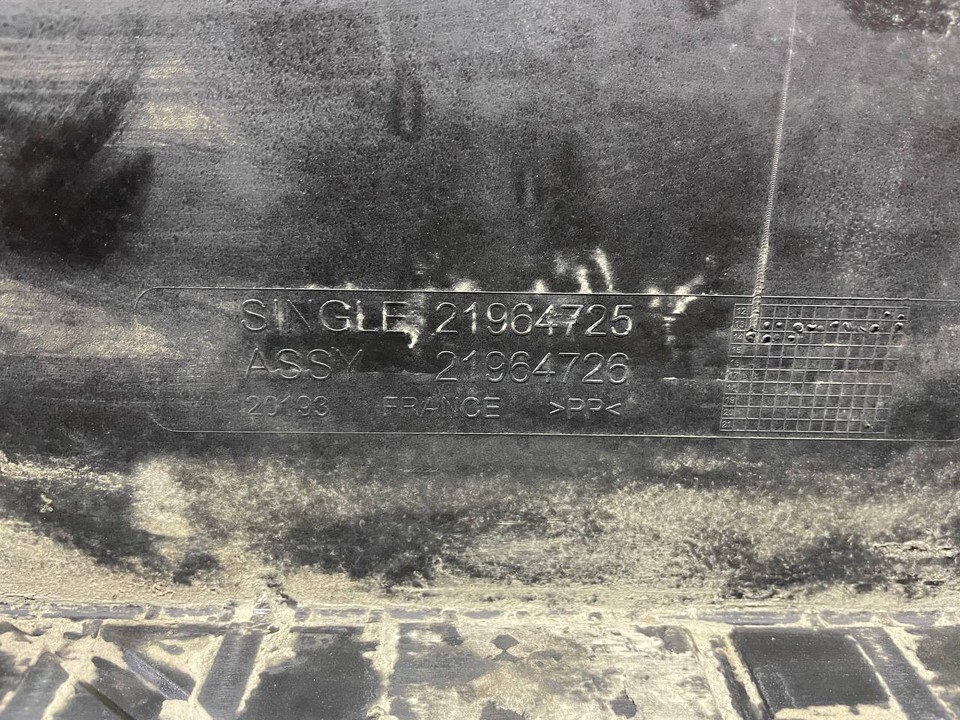 SINGLE 21964725
ASSY 21964726
20193 FRANCE >PP<